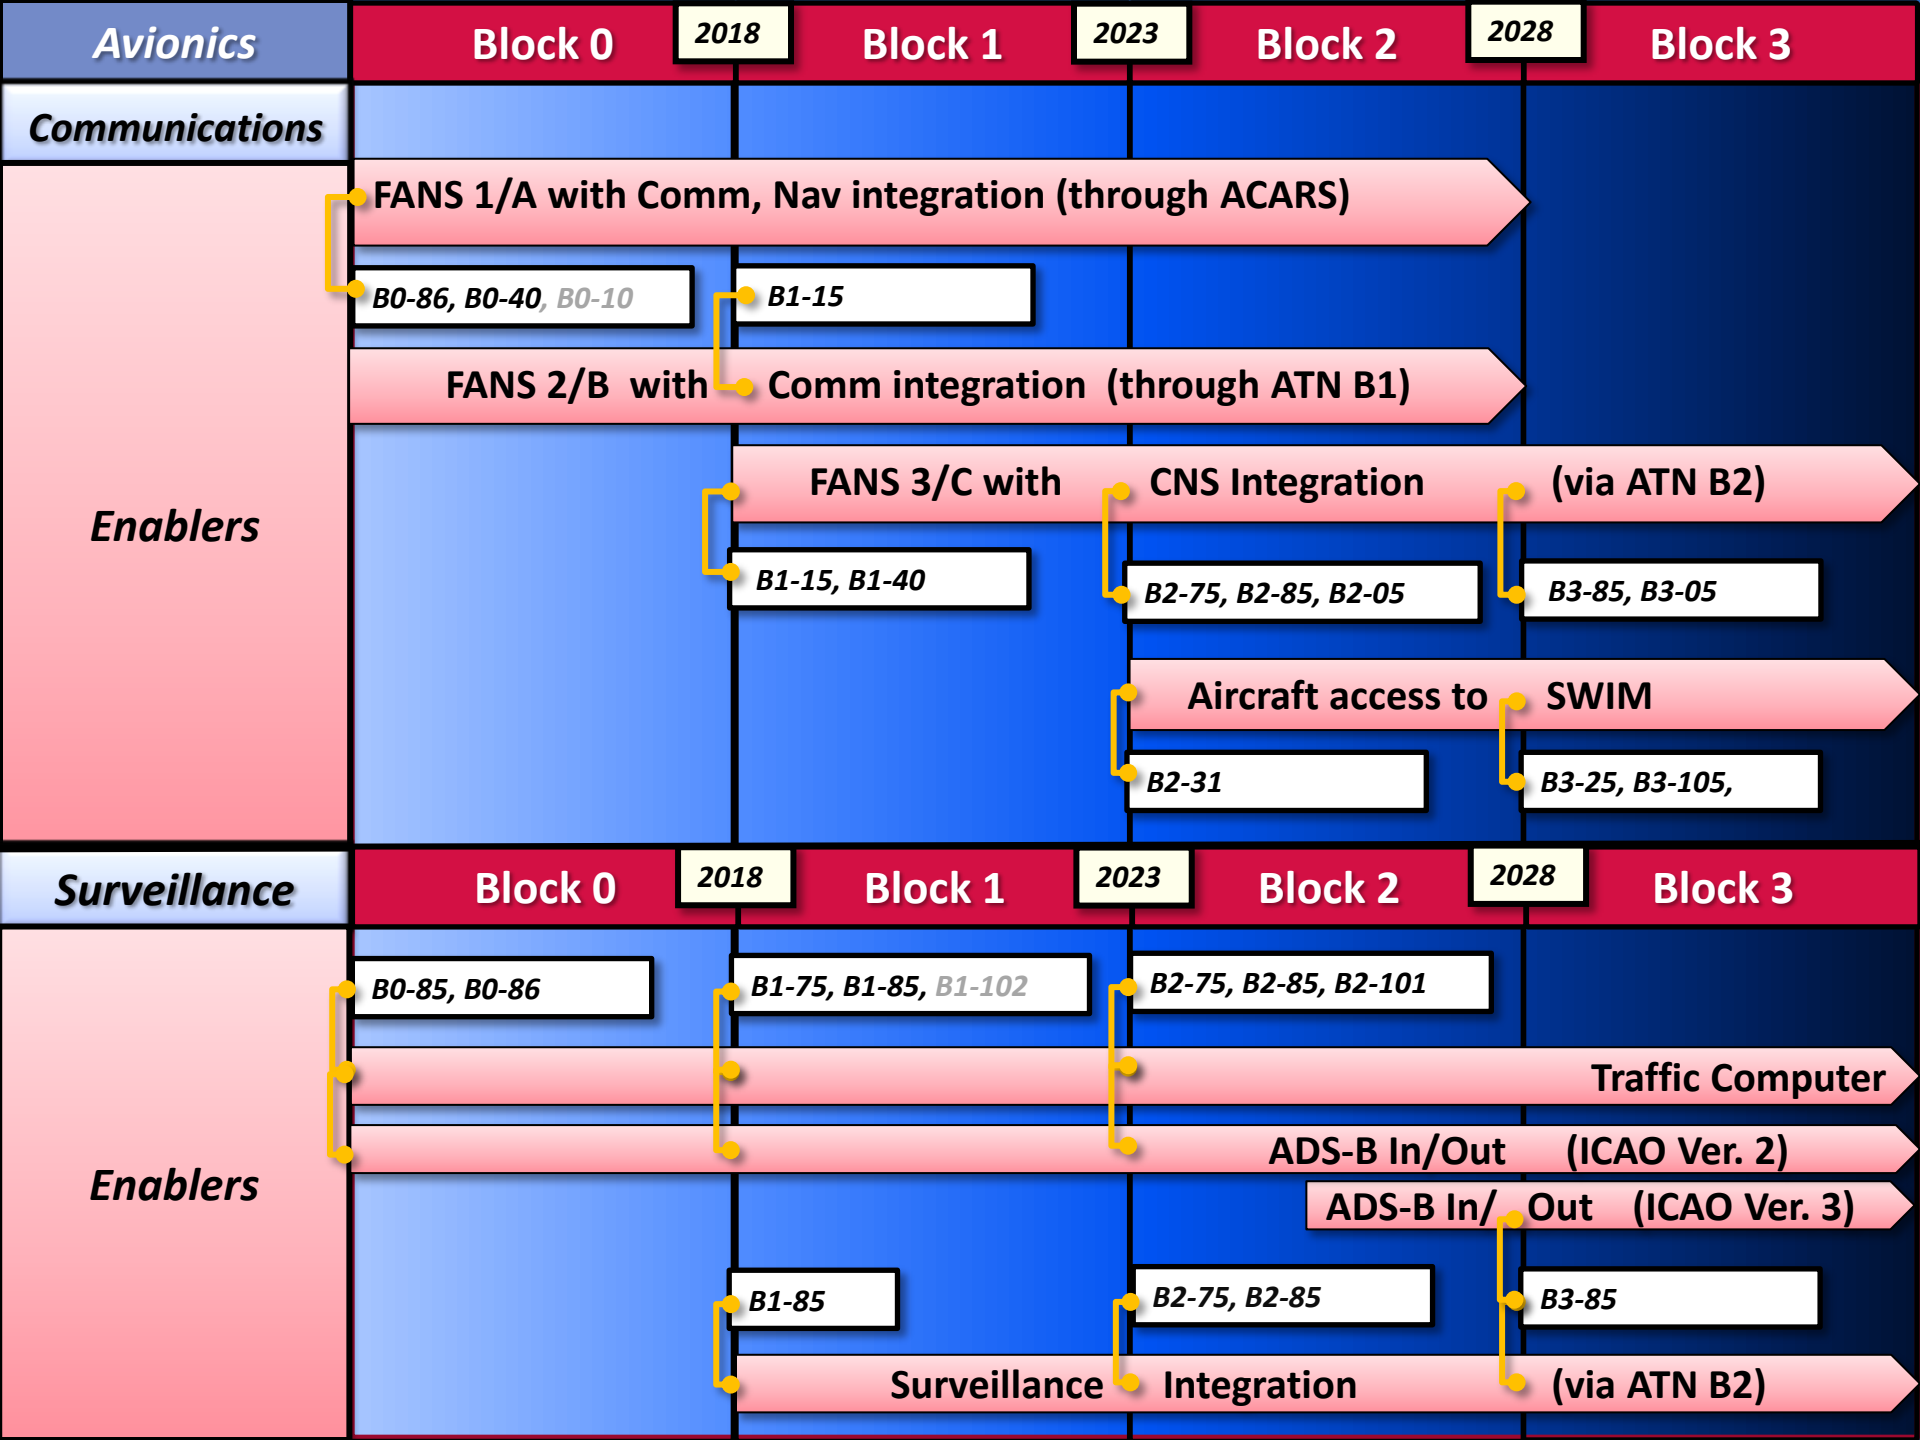 Avionics
Block 0
2018
Block 1
2023
Block 2
2028
Block 3
Communications
FANS 1/A with Comm, Nav integration (through ACARS)
B0-86, B0-40, B0-10
B1-15
FANS 2/B with Comm integration (through ATN B1)
Enablers
FANS 3/C with CNS Integration (via ATN B2)
B1-15, B1-40
B2-75, B2-85, B2-05
B3-85, B3-05
Aircraft access to SWIM
B2-31
B3-25, B3-105,
Surveillance
Block 0
2018
Block 1
2023
Block 2
2028
Block 3
B0-85, B0-86
B1-75, B1-85, B1-102
B2-75, B2-85, B2-101
Traffic Computer
ADS-B In/Out (ICAO Ver. 2)
Enablers
ADS-B In/ Out (ICAO Ver. 3)
B1-85
B2-75, B2-85
B3-85
Surveillance Integration (via ATN B2)